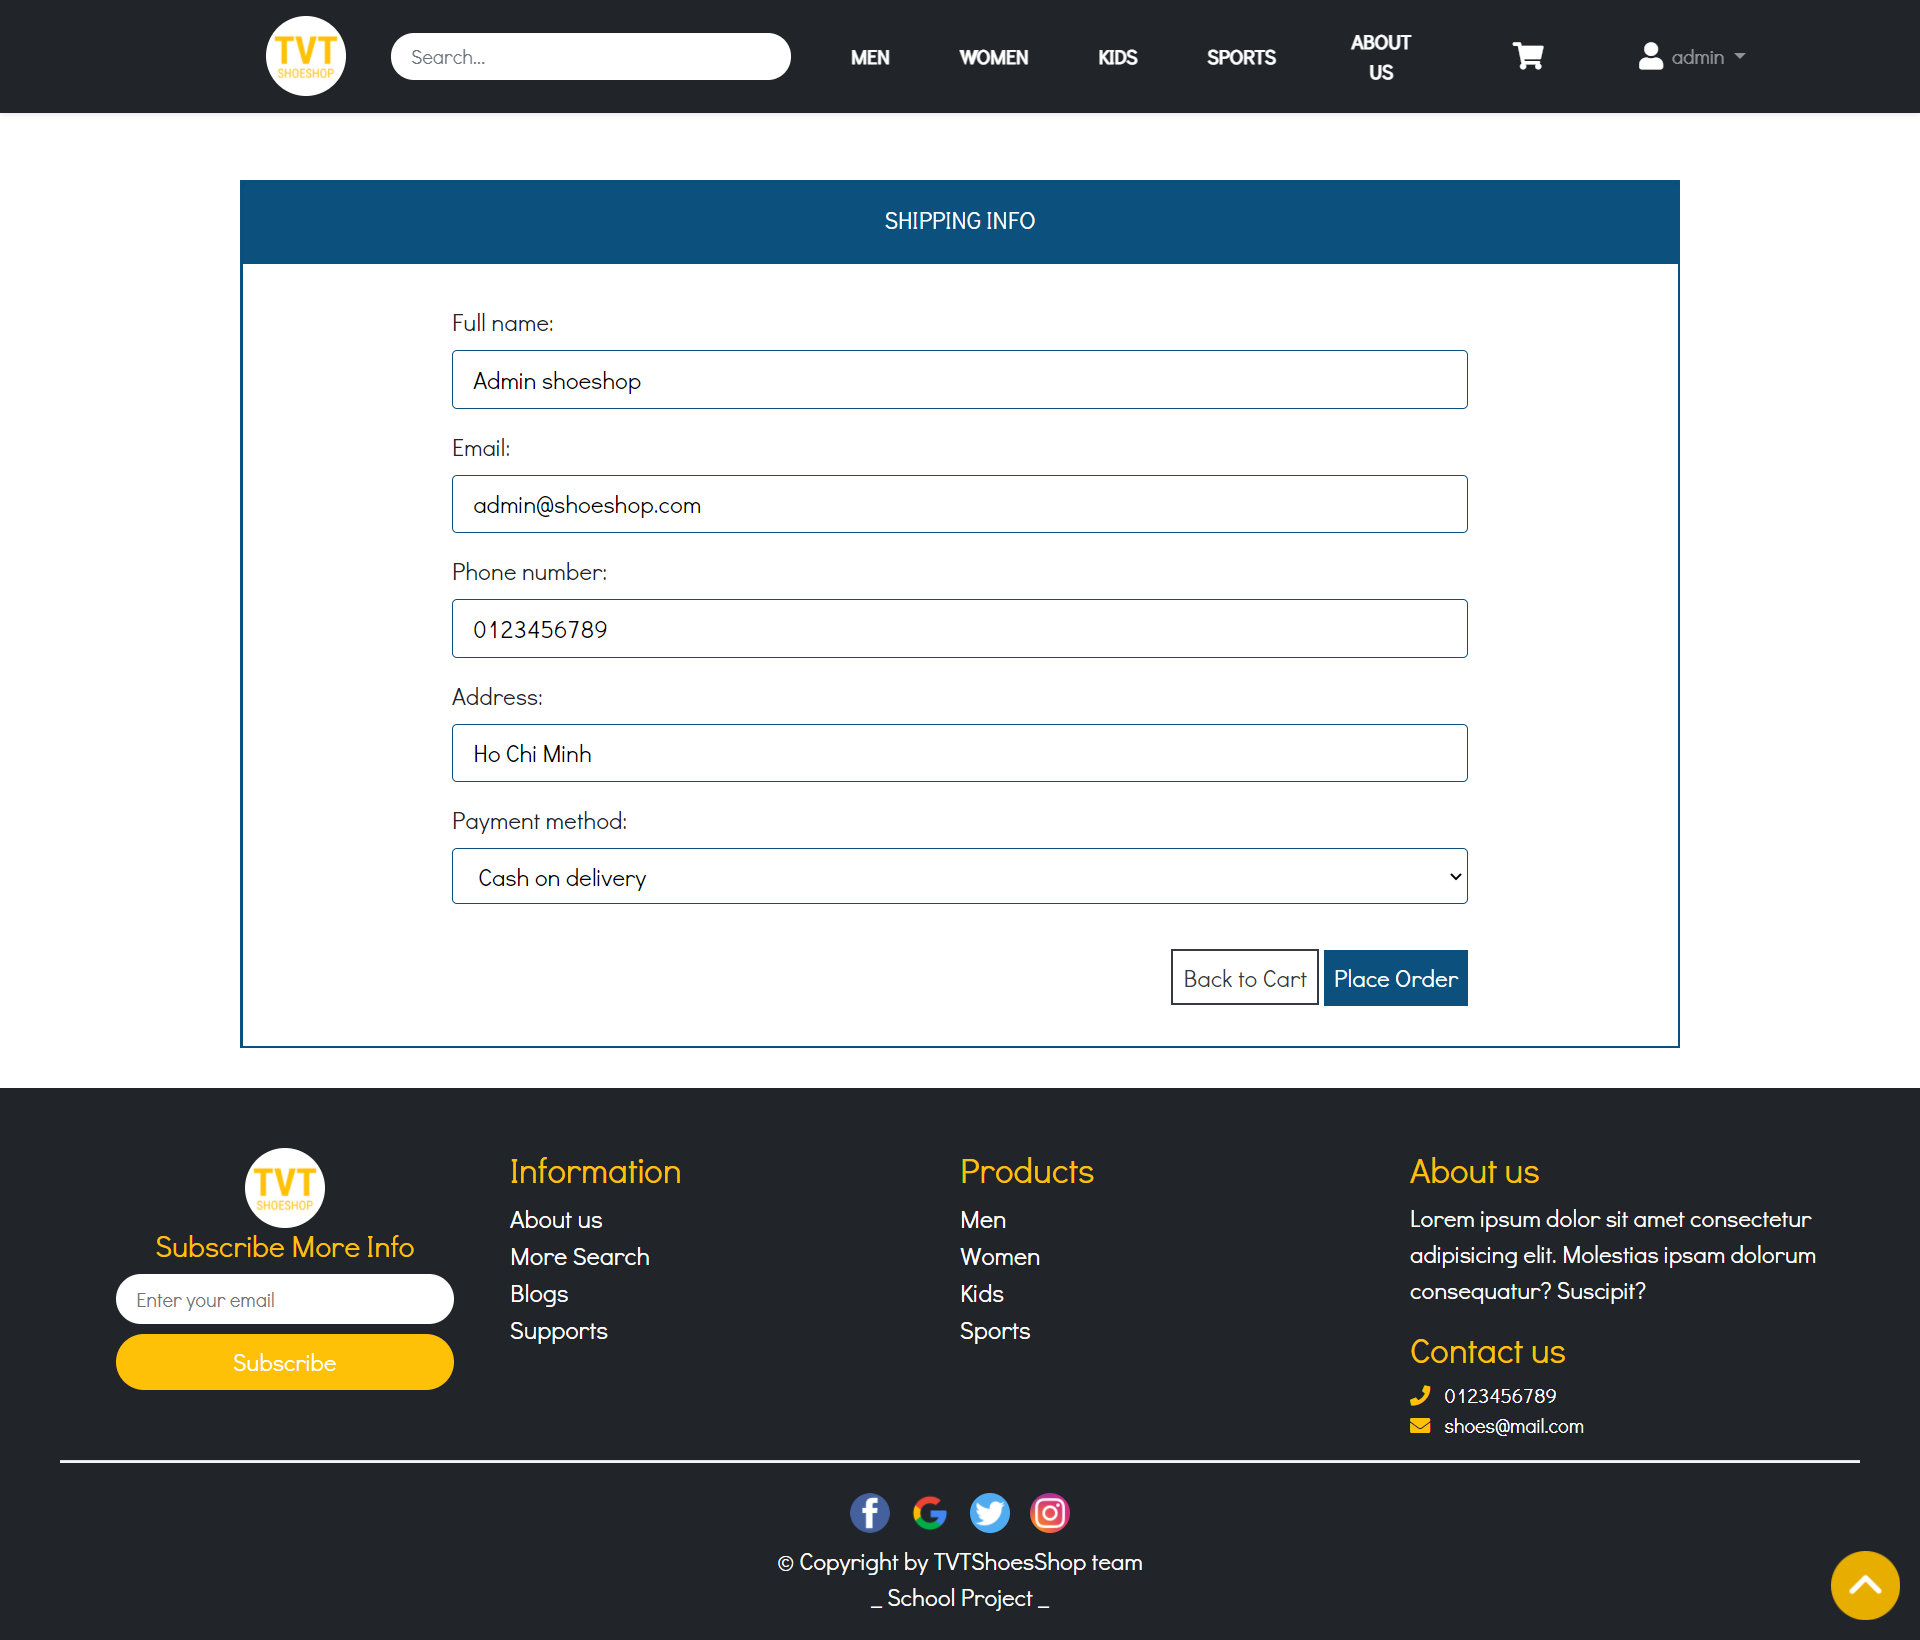 TVT
SHOESHOP
Search...
MEN
WOMEN
KIDS
SPORTS
ABOUT
US
admin
SHIPPING INFO
Full name:
Admin shoeshop
Email:
admin@shoeshop.com
Phone number:
0123456789
Address:
Ho Chi Minh
Payment method:
Cash on delivery
Back to Cart
Place Order
TVT
SHOESHOP
Subscribe More Info
Enter your email
Subscribe
Information
About us
More Search
Blogs
Supports
Products
Men
Women
Kids
Sports
About us
Lorem ipsum dolor sit amet consectetur
adipisicing elit. Molestias ipsam dolorum
consequatur? Suscipit?
Contact us
0123456789
shoes@mail.com
© Copyright by TVTShoesShop team
_ School Project _